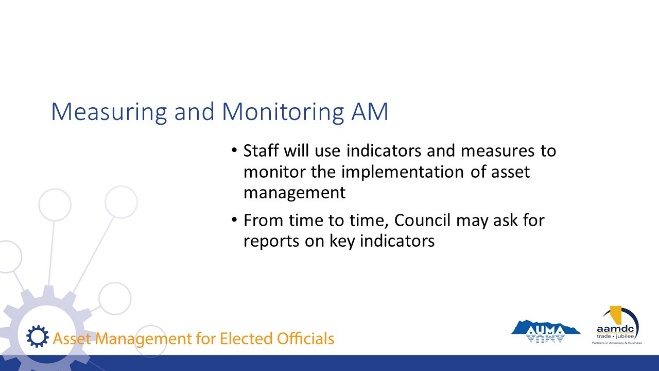 Measuring and Monitoring AM
• Staff will use indicators and measures to
monitor the implementation of asset
management
• From time to time, Council may ask for
reports on key indicators
Asset Management for Elected Officials
AUMA
aamdc
trade • jubilee